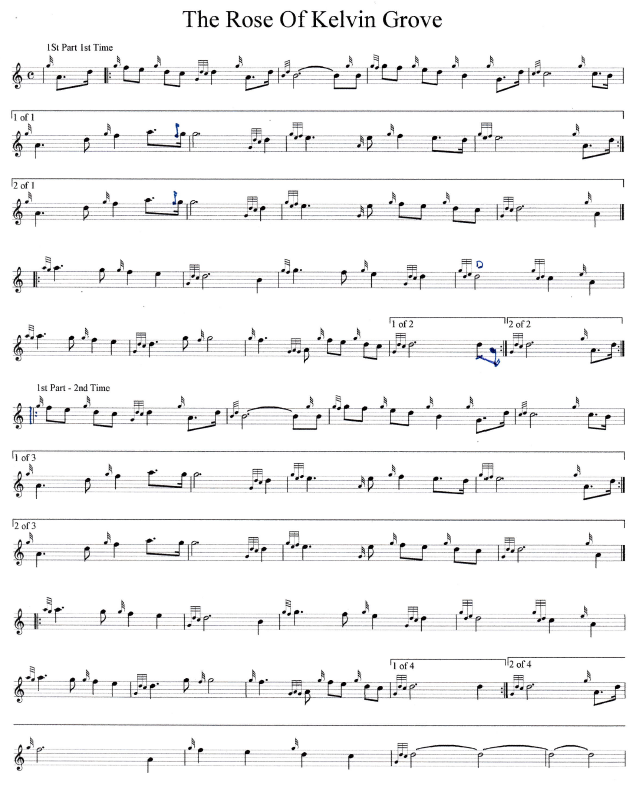 The Rose Of Kelvin Grove
1St Part 1st Time
1 of 1
2 of 1
D
1 of 2 2 of 2
1st Part - 2nd Time
1 of 3
2 of 3
1 of 4 2 of 4